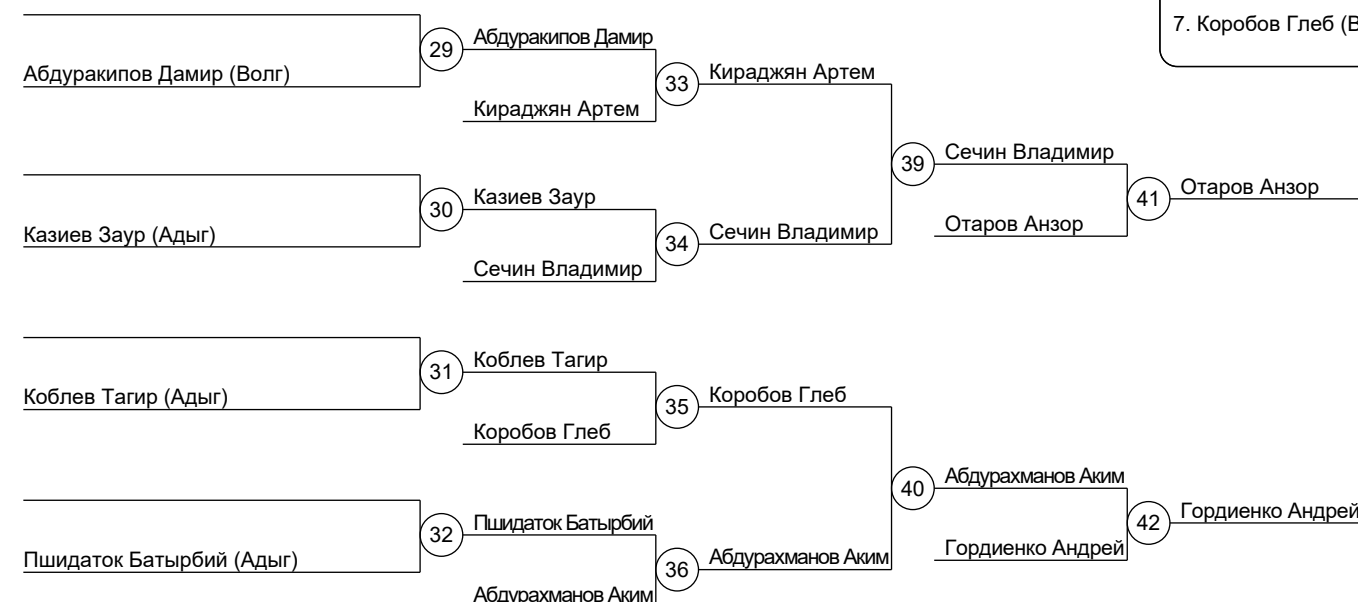 7. Коробов Глеб (В
29
Абдуракипов Дамир
Абдуракипов Дамир (Волг)
33
Кираджян Артем
Кираджян Артем
39
Сечин Владимир
41
Отаров Анзор
30
Казиев Заур
Казиев Заур (Адыг)
34
Сечин Владимир
Отаров Анзор
Сечин Владимир
31
Коблев Тагир
Коблев Тагир (Адыг)
35
Коробов Глеб
Коробов Глеб
40
Абдурахманов Аким
42
Гордиенко Андрей
32
Пшидаток Батырбий
Гордиенко Андрей
Пшидаток Батырбий (Адыг)
36
Абдурахманов Аким
Абдурахманов Аким